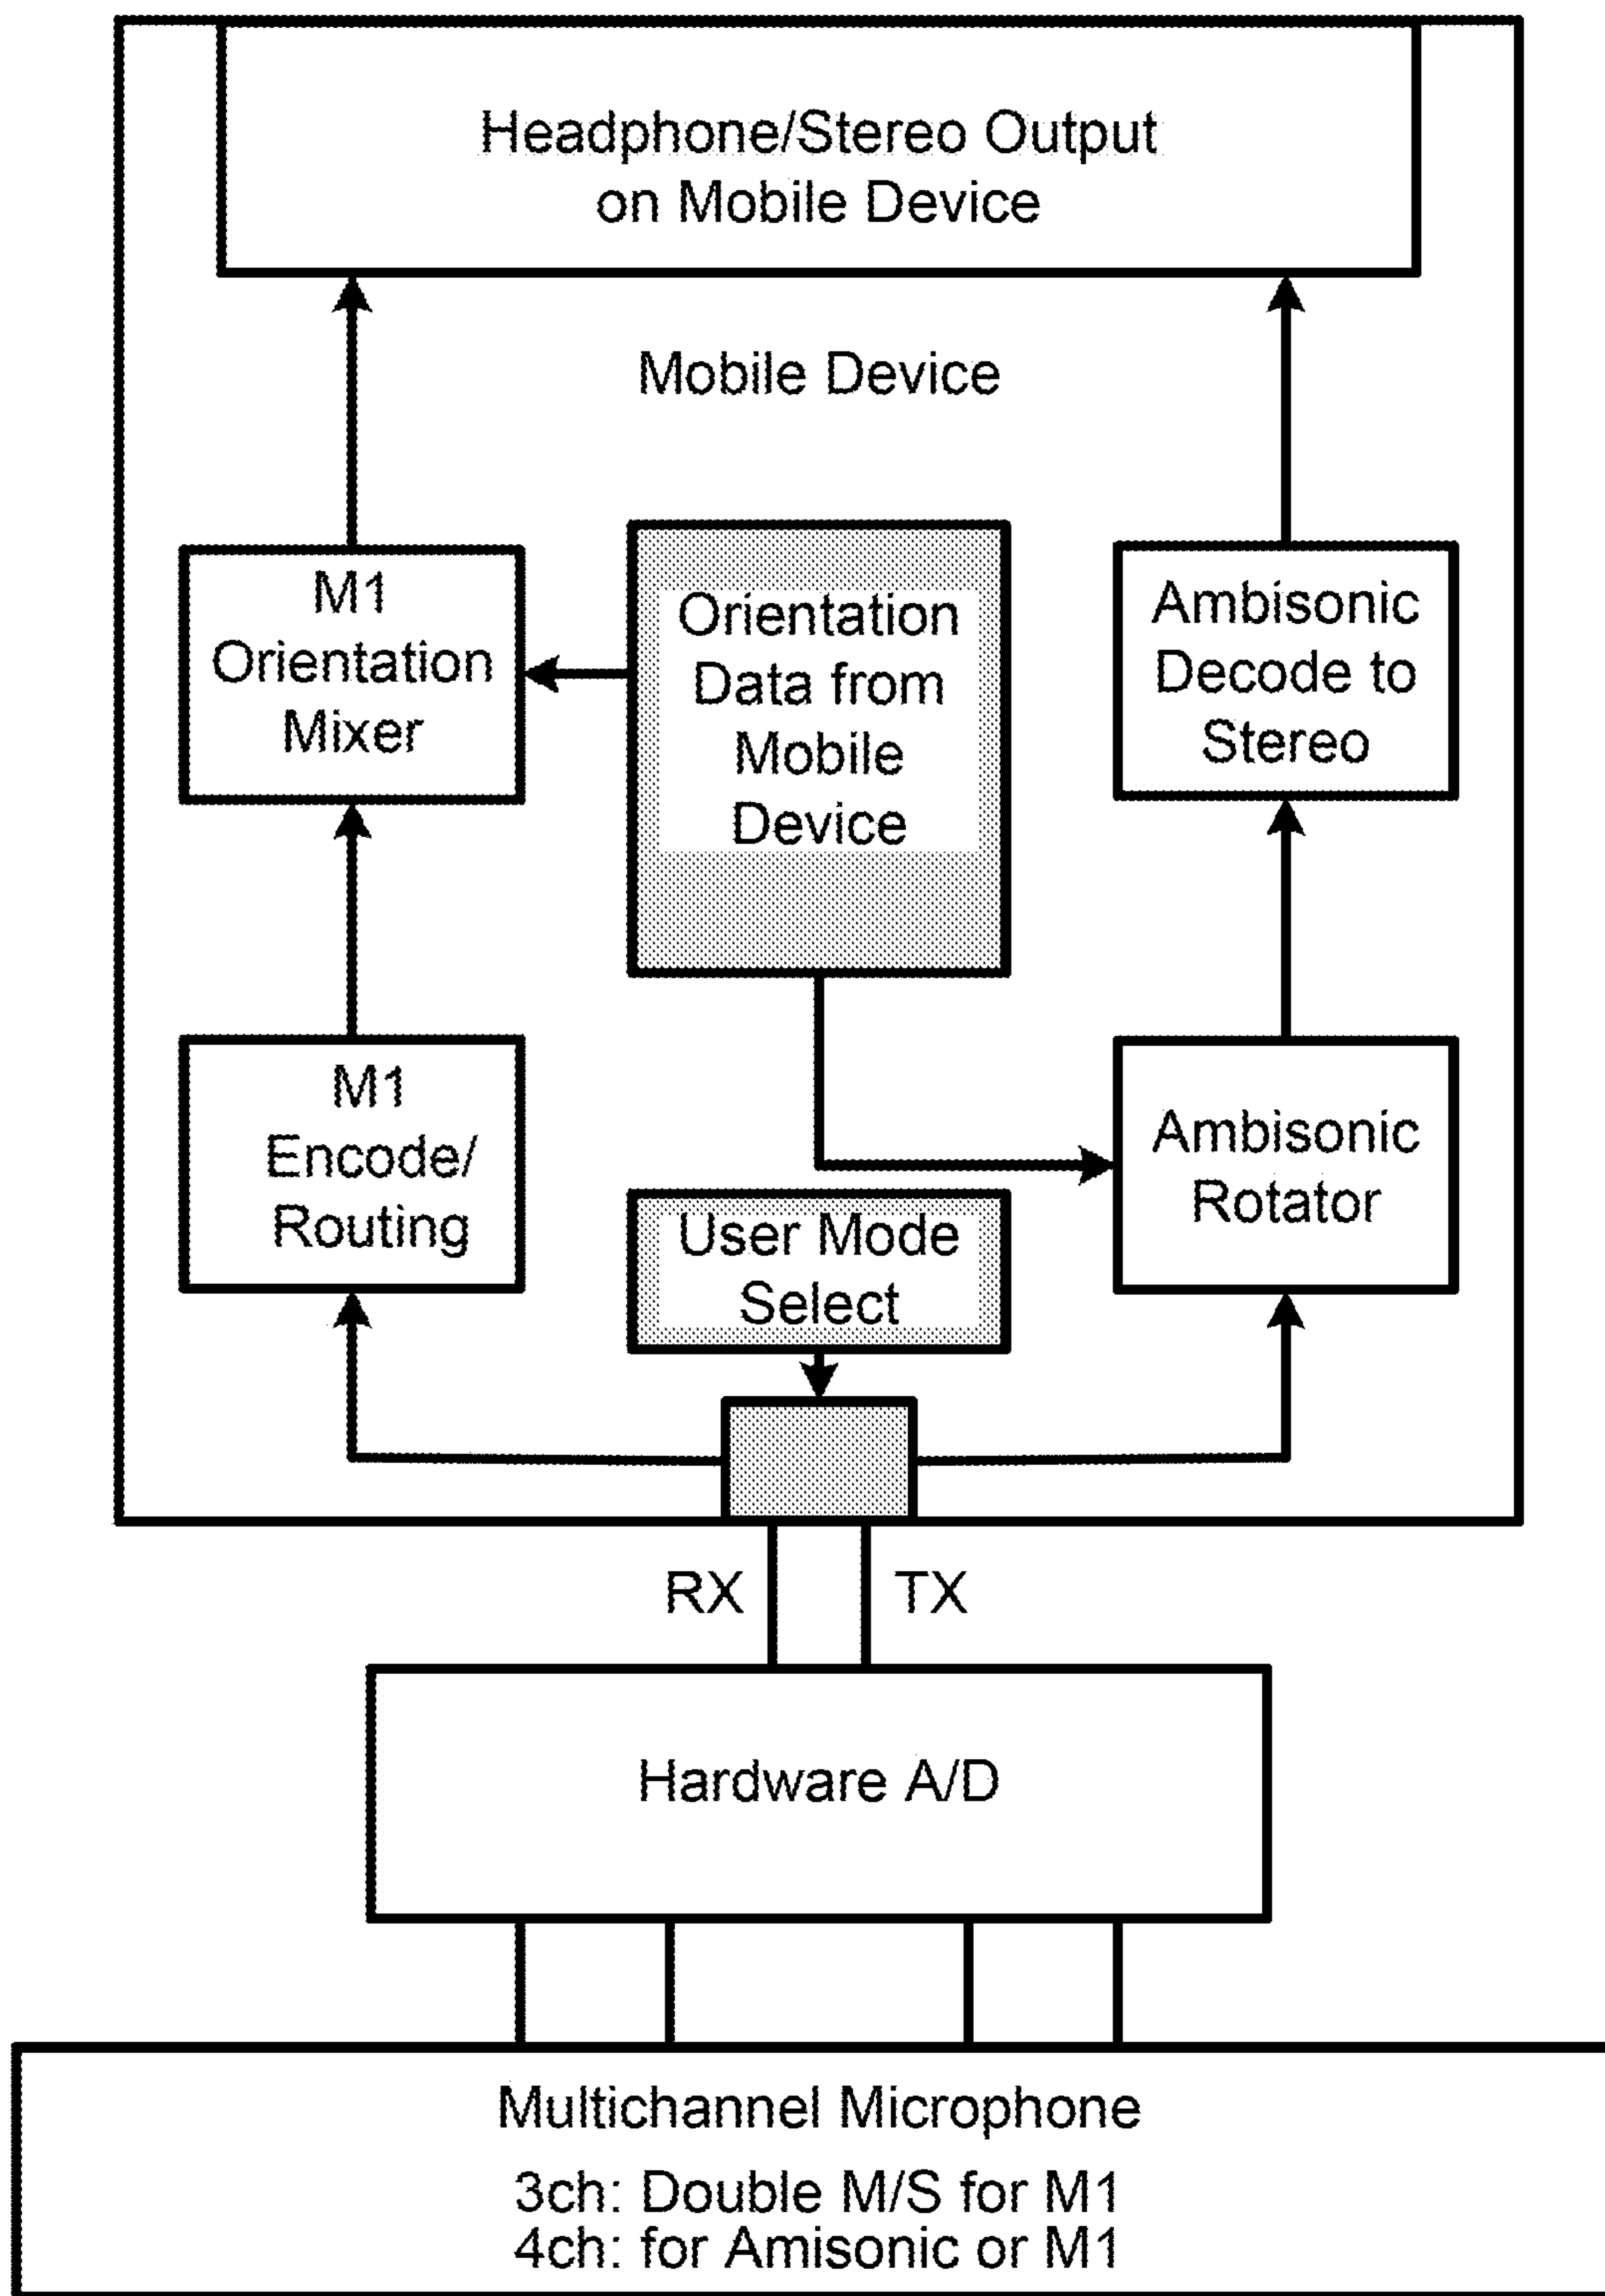 Headphone/Stereo Output
on Mobile Device
Mobile Device
M1
Orientation
Mixer
Orientation
Data from
Mobile
Device
Ambisonic
Decode to
Stereo
M1
Encode/
Routing
User Mode
Select
Ambisonic
Rotator
RX
TX
Hardware A/D
Multichannel Microphone
3ch: Double M/S for M1
4ch: for Amisonic or M1